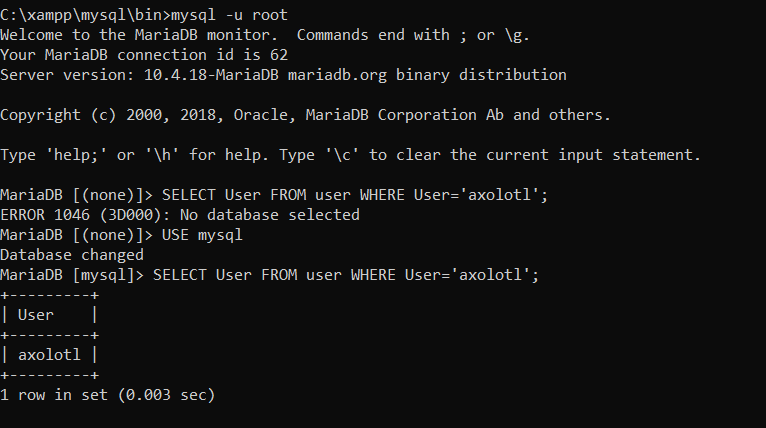 C:\xampp\mysql\bin>mysql -u root
Welcome to the MariaDB monitor.  Commands end with ; or \g.
Your MariaDB connection id is 62
Server version: 10.4.18-MariaDB mariadb.org binary distribution

Copyright (c) 2000, 2018, Oracle, MariaDB Corporation Ab and others.

Type 'help;' or '\h' for help. Type '\c' to clear the current input statement.

MariaDB [(none)]> SELECT User FROM user WHERE User='axolotl';
ERROR 1046 (3D000): No database selected
MariaDB [(none)]> USE mysql
Database changed
MariaDB [mysql]> SELECT User FROM user WHERE User='axolotl';
+---------+
| User    |
+---------+
| axolotl |
+---------+
1 row in set (0.003 sec)